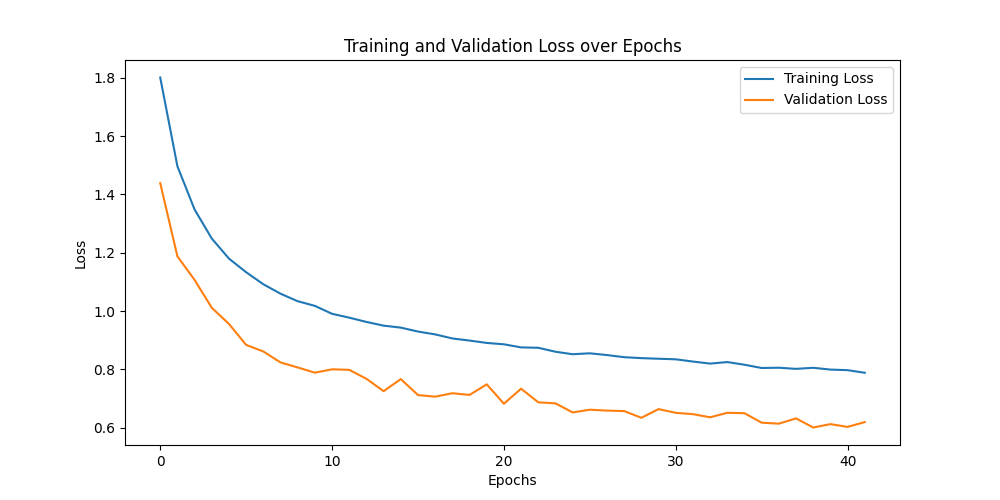 Training and Validation Loss over Epochs
Training Loss
Validation Loss
Loss
1.8
1.6
1.4
1.2
1.0
0.8
0.6
0
10
20
30
40
Epochs